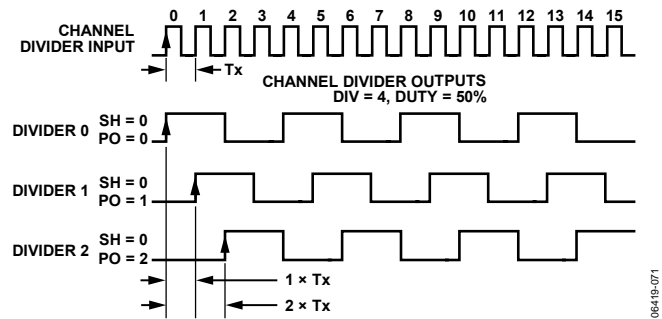 0 1 2 3 4 5 6 7 8 9 10 11 12 13 14 15
CHANNEL
DIVIDER INPUT
Tx
CHANNEL DIVIDER OUTPUTS
DIV = 4, DUTY = 50%
DIVIDER 0
SH = 0
PO = 0
DIVIDER 1
SH = 0
PO = 1
DIVIDER 2
SH = 0
PO = 2
1 × Tx
2 × Tx
06419-071